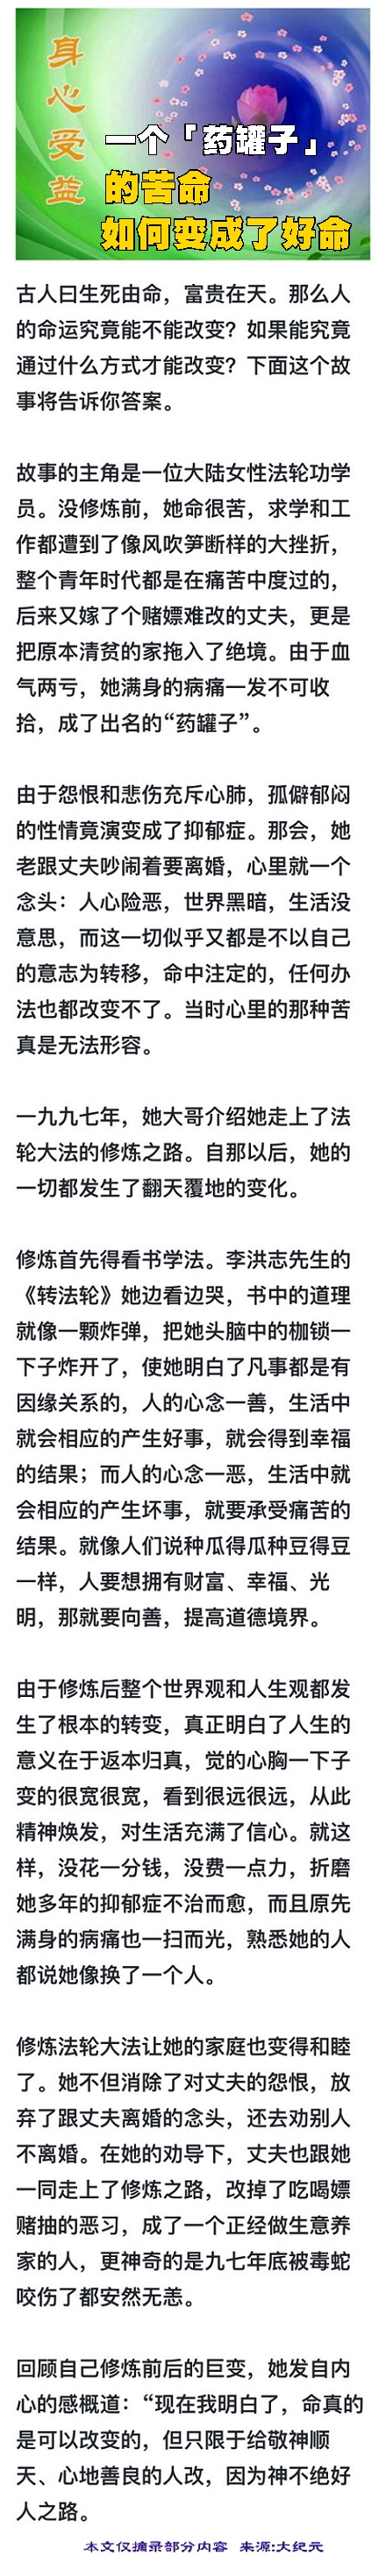 身心受益
一个「药罐子」
的苦命
如何变成了好命
古人曰生死由命，富贵在天。那么人
的命运究竟能不能改变？如果能究竟
通过什么方式才能改变？下面这个故
事将告诉你答案。
故事的主角是一位大陆女性法轮功学
员。没修炼前，她命很苦，求学和工
作都遭到了像风吹笋断样的大挫折，
整个青年时代都是在痛苦中度过的，
后来又嫁了个赌嫖难改的丈夫，更是
把原本清贫的家拖入了绝境。由于血
气两亏，她满身的病痛一发不可收
拾，成了出名的“药罐子”。
由于怨恨和悲伤充斥心肺，孤僻郁闷
的性情竟演变成了抑郁症。那会，她
老跟丈夫吵闹着要离婚，心里就一个
念头：人心险恶，世界黑暗，生活没
意思，而这一切似乎又都是不以自己
的意志为转移，命中注定的，任何办
法也都改变不了。当时心里的那种苦
真是无法形容。
一九九七年，她大哥介绍她走上了法
轮大法的修炼之路。自那以后，她的
一切都发生了翻天覆地的变化。
修炼首先得看书学法。李洪志先生的
《转法轮》她边看边哭，书中的道理
就像一颗炸弹，把她头脑中的枷锁一
下子炸开了，使她明白了凡事都是有
因缘关系的，人的心念一善，生活中
就会相应的产生好事，就会得到幸福
的结果；而人的心念一恶，生活中就
会相应的产生坏事，就要承受痛苦的
结果。就像人们说种瓜得瓜种豆得豆
一样，人要想拥有财富、幸福、光
明，那就要向善，提高道德境界。
由于修炼后整个世界观和人生观都发
生了根本的转变，真正明白了人生的
意义在于返本归真，觉的心胸一下子
变的很宽很宽，看到很远很远，从此
精神焕发，对生活充满了信心。就这
样，没花一分钱，没费一点力，折磨
她多年的抑郁症不治而愈，而且原先
满身的病痛也一扫而光，熟悉她的人
都说她像换了一个人。
修炼法轮大法让她的家庭也变得和睦
了。她不但消除了对丈夫的怨恨，放
弃了跟丈夫离婚的念头，还去劝别人
不离婚。在她的劝导下，丈夫也跟她
一同走上了修炼之路，改掉了吃喝嫖
赌抽的恶习，成了一个正经做生意养
家的人，更神奇的是九七年底被毒蛇
咬伤了都安然无恙。
回顾自己修炼前后的巨变，她发自内
心的感概道：“现在我明白了，命真的
是可以改变的，但只限于给敬神顺
天、心地善良的人改，因为神不绝好
人之路。
本文仅摘录部分内容 来源:大纪元